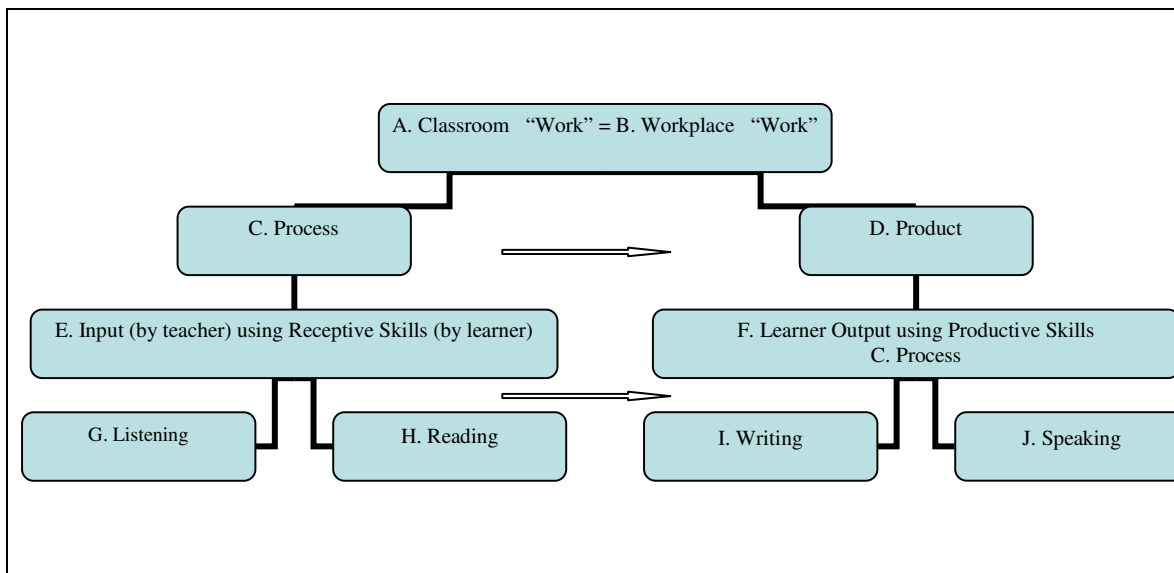 A. Classroom “Work” = B. Workplace “Work”
C. Process
D. Product
E. Input (by teacher) using Receptive Skills (by learner)
F. Learner Output using Productive Skills
C. Process
G. Listening
H. Reading
I. Writing
J. Speaking